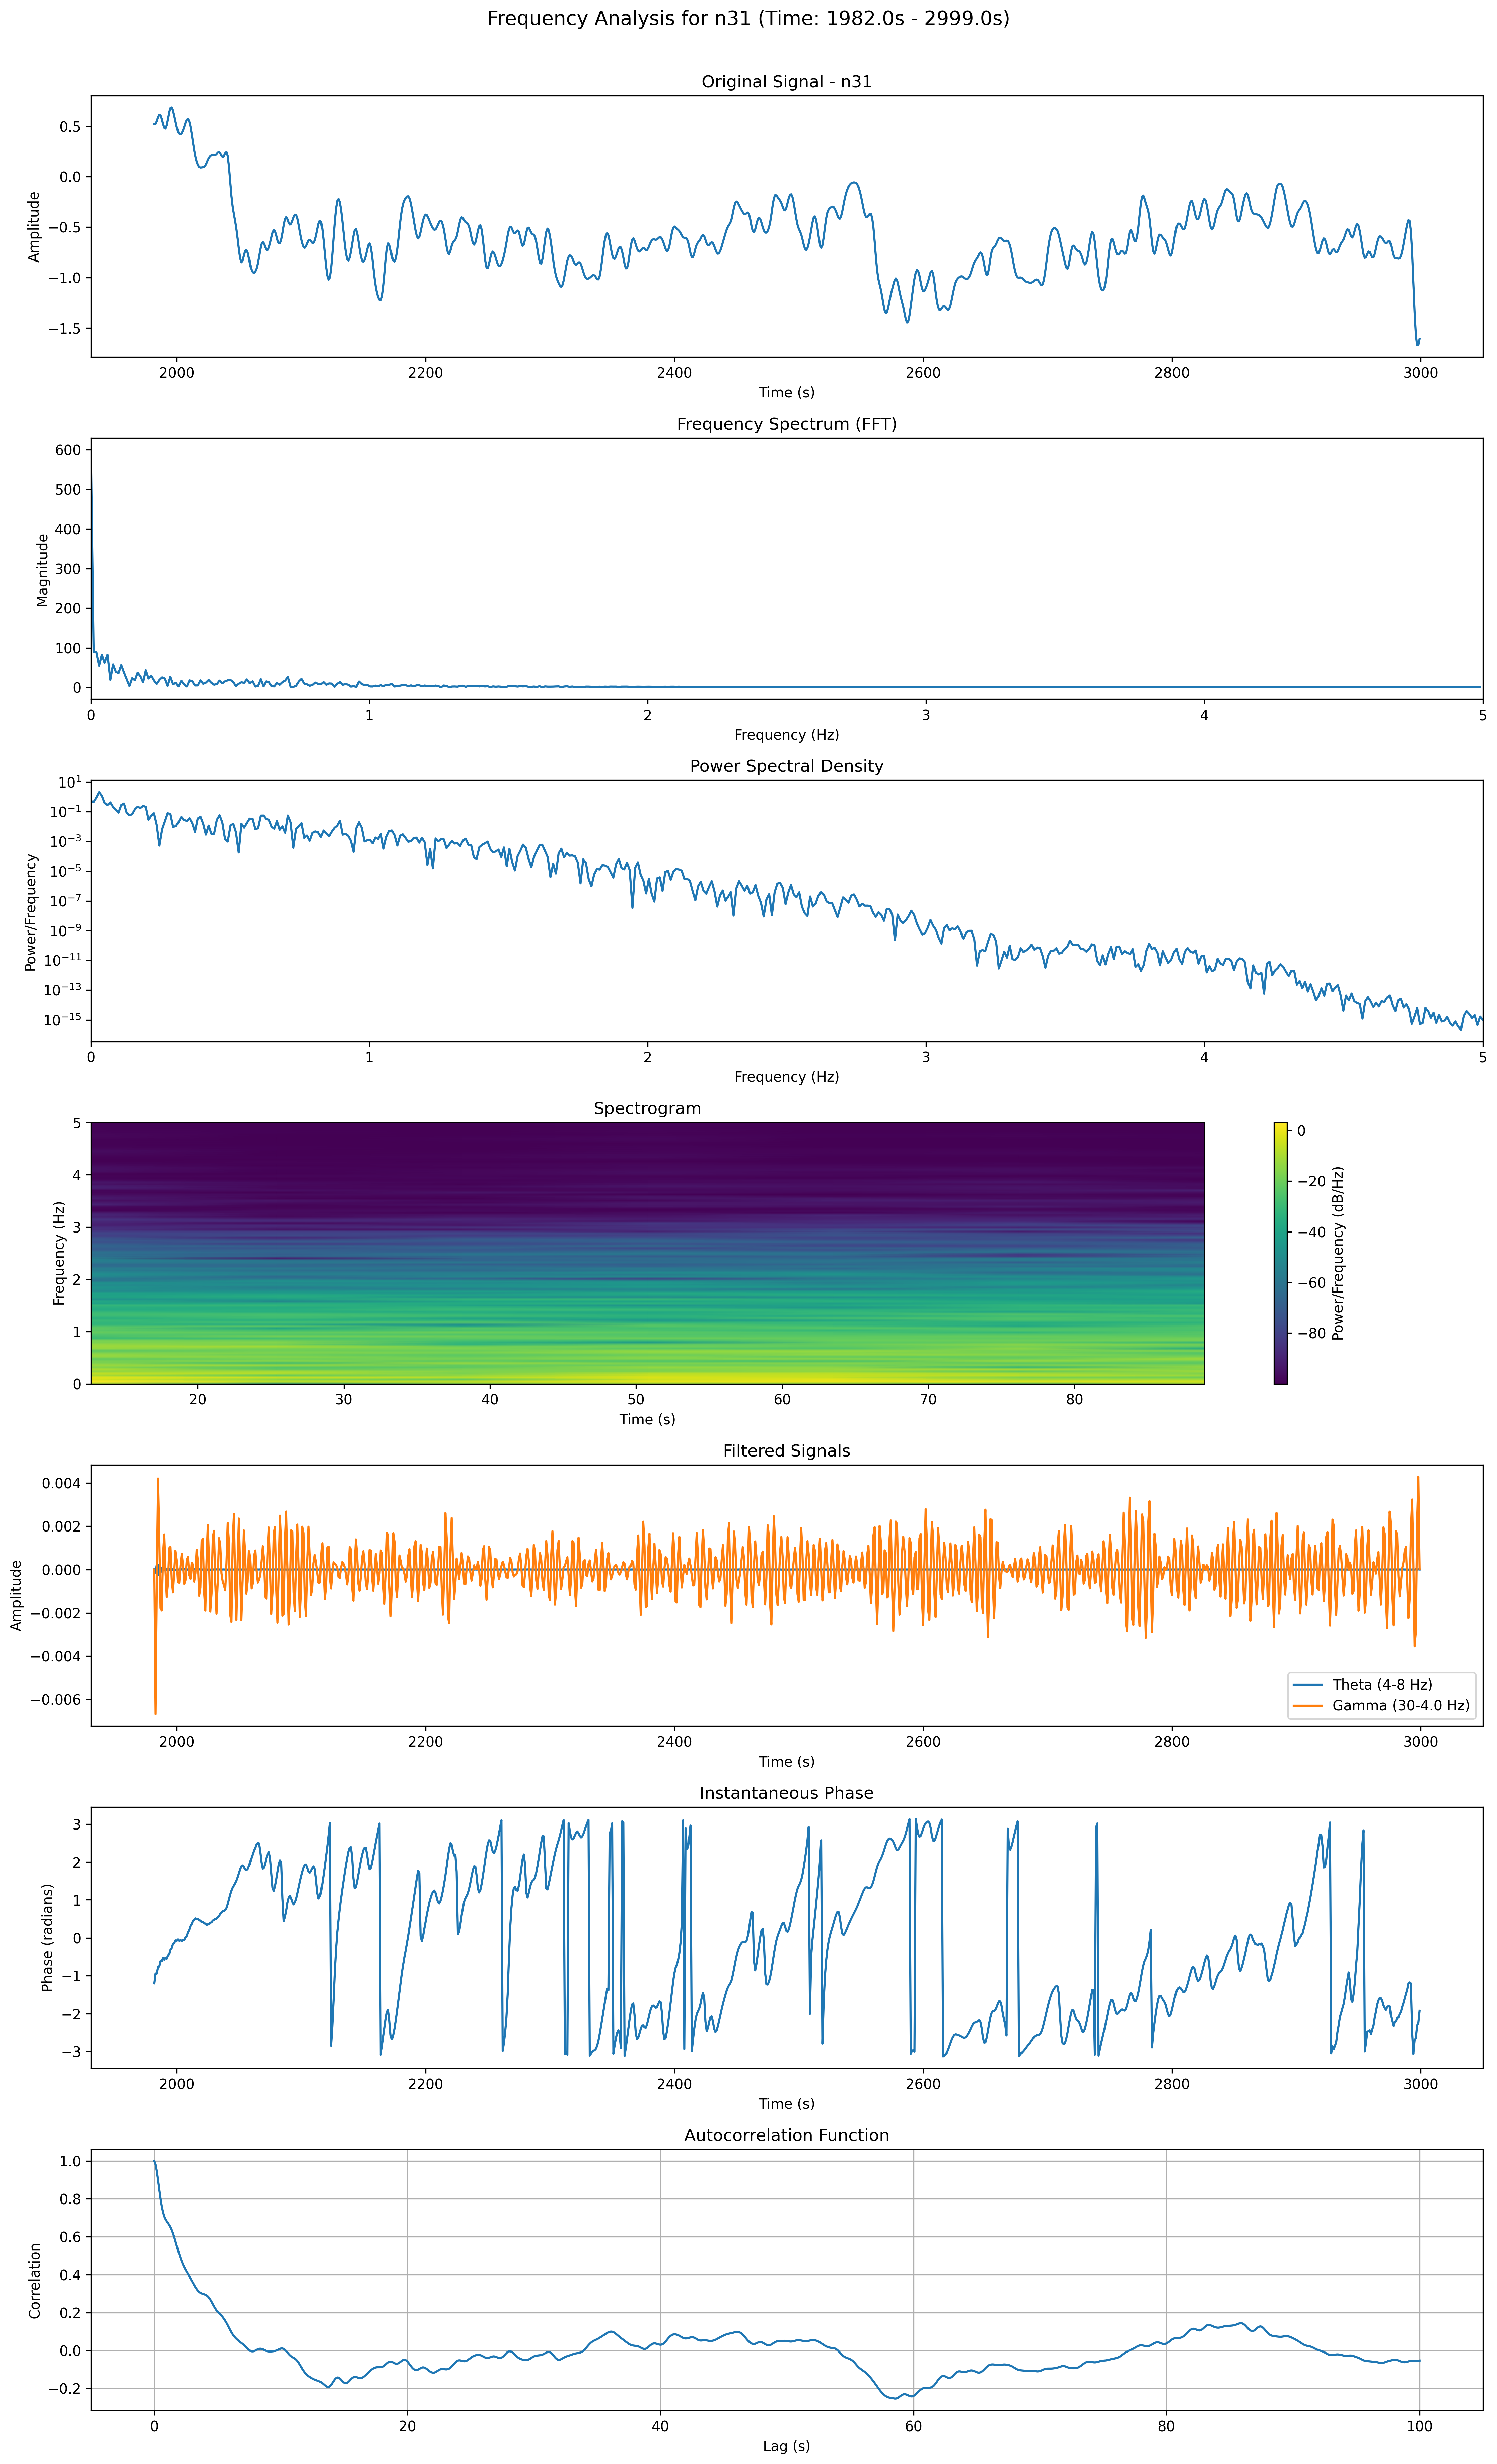 Frequency Analysis for n31 (Time: 1982.0s - 2999.0s)
Original Signal - n31
0.5
0.0
−0.5
−1.0
−1.5
Amplitude
2000 2200 2400 2600 2800 3000
Time (s)
Frequency Spectrum (FFT)
600
500
400
300
200
100
0
Magnitude
0 1 2 3 4 5
Frequency (Hz)
Power Spectral Density
10¹
10⁻¹
10⁻³
10⁻⁵
10⁻⁷
10⁻⁹
10⁻¹¹
10⁻¹³
10⁻¹⁵
Power/Frequency
0 1 2 3 4 5
Frequency (Hz)
Spectrogram
5
4
3
2
1
0
Frequency (Hz)
20 30 40 50 60 70 80
Time (s)
0
−20
−40
−60
−80
Power/Frequency (dB/Hz)
Filtered Signals
0.004
0.002
0.000
−0.002
−0.004
−0.006
Amplitude
Theta (4-8 Hz)
Gamma (30-4.0 Hz)
2000 2200 2400 2600 2800 3000
Time (s)
Instantaneous Phase
3
2
1
0
−1
−2
−3
Phase (radians)
2000 2200 2400 2600 2800 3000
Time (s)
Autocorrelation Function
1.0
0.8
0.6
0.4
0.2
0.0
−0.2
Correlation
0 20 40 60 80 100
Lag (s)